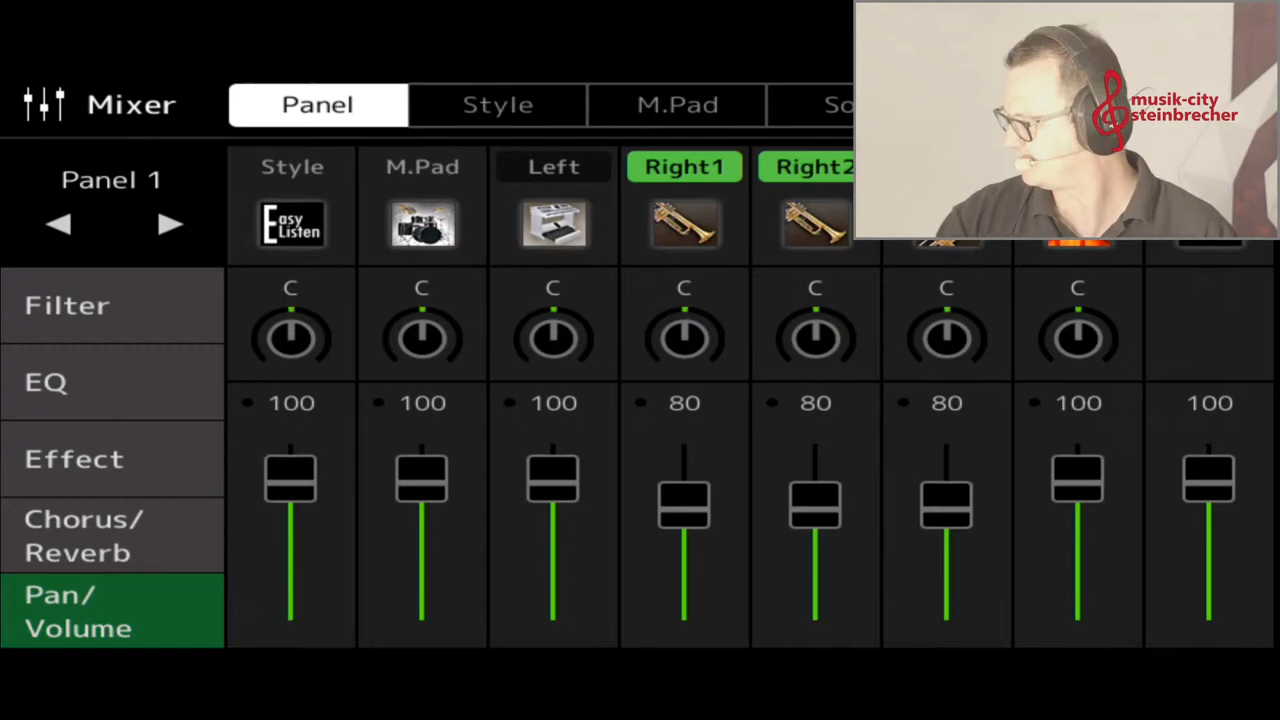 Mixer
Panel
Style
M.Pad
So
Panel 1
Style
M.Pad
Left
Right1
Right2
Easy
Listen
musik-city
steinbrecher
Filter
C
C
C
C
C
C
C
EQ
100
100
100
80
80
80
100
100
Effect
Chorus/
Reverb
Pan/
Volume